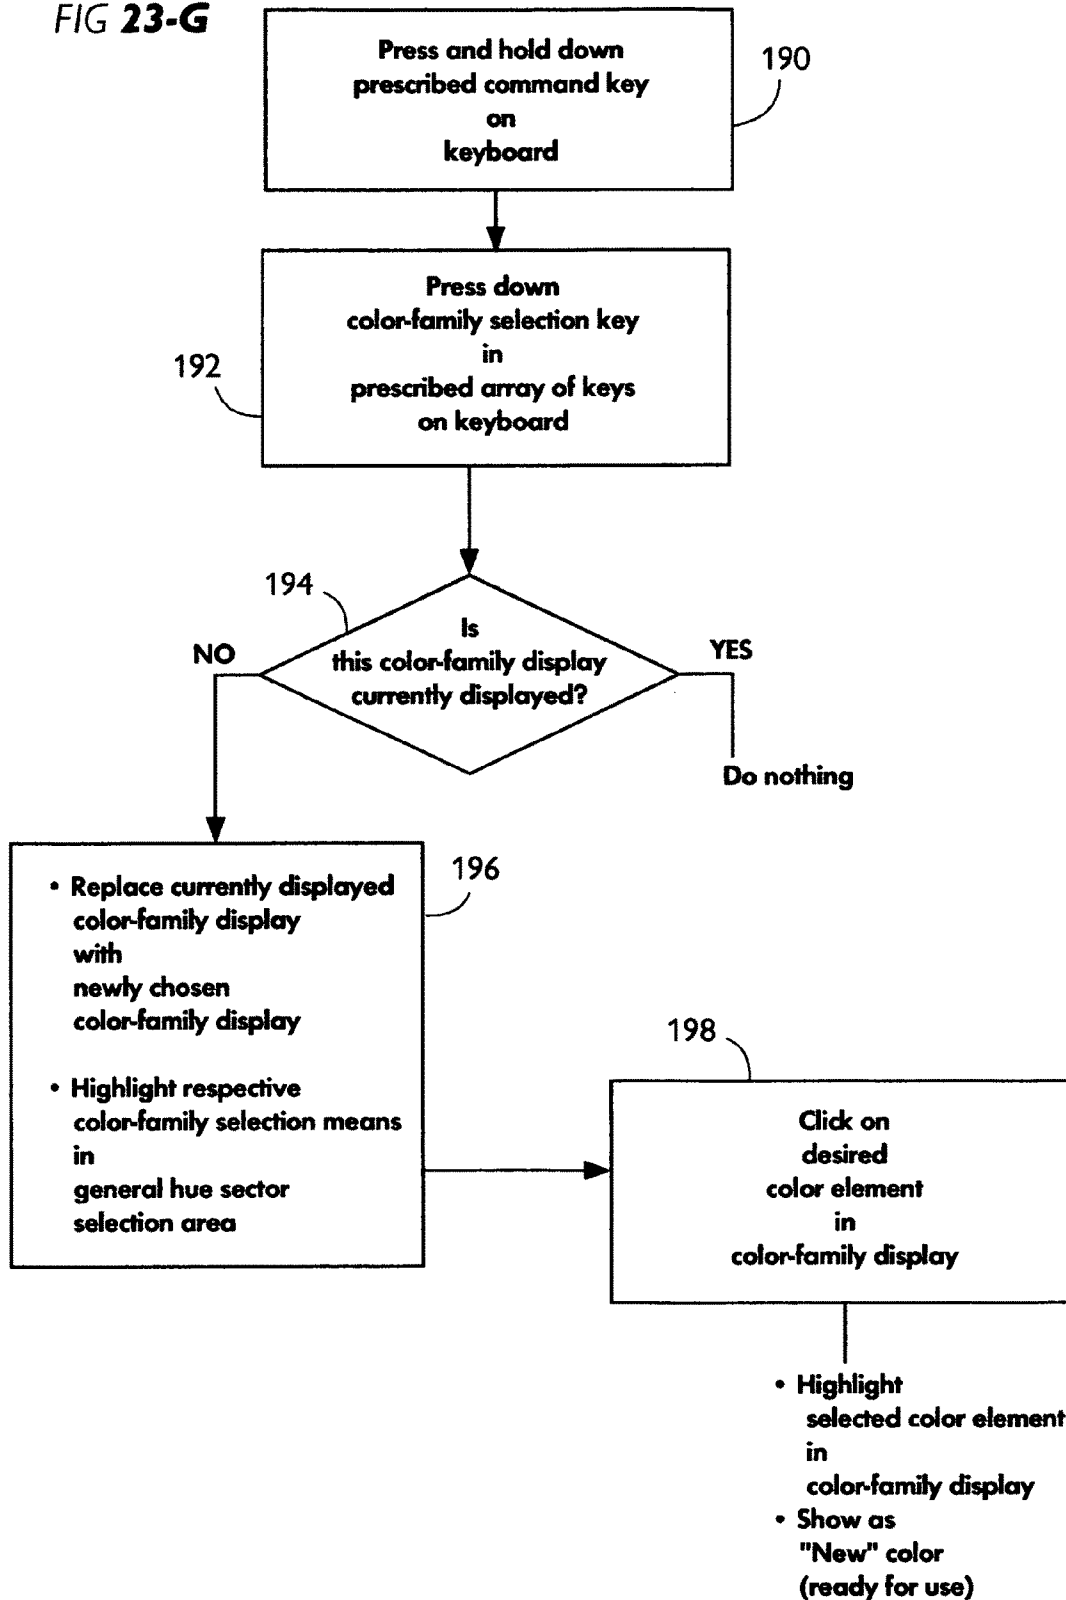 FIG 23-G
Press and hold down
prescribed command key
on
keyboard
190
Press down
color-family selection key
in
prescribed array of keys
on keyboard
192
194
Is
this color-family display
currently displayed?
NO
YES
Do nothing
• Replace currently displayed
color-family display
with
newly chosen
color-family display
• Highlight respective
color-family selection means
in
general hue sector
selection area
196
198
Click on
desired
color element
in
color-family display
• Highlight
selected color element
in
color-family display
• Show as
"New" color
(ready for use)